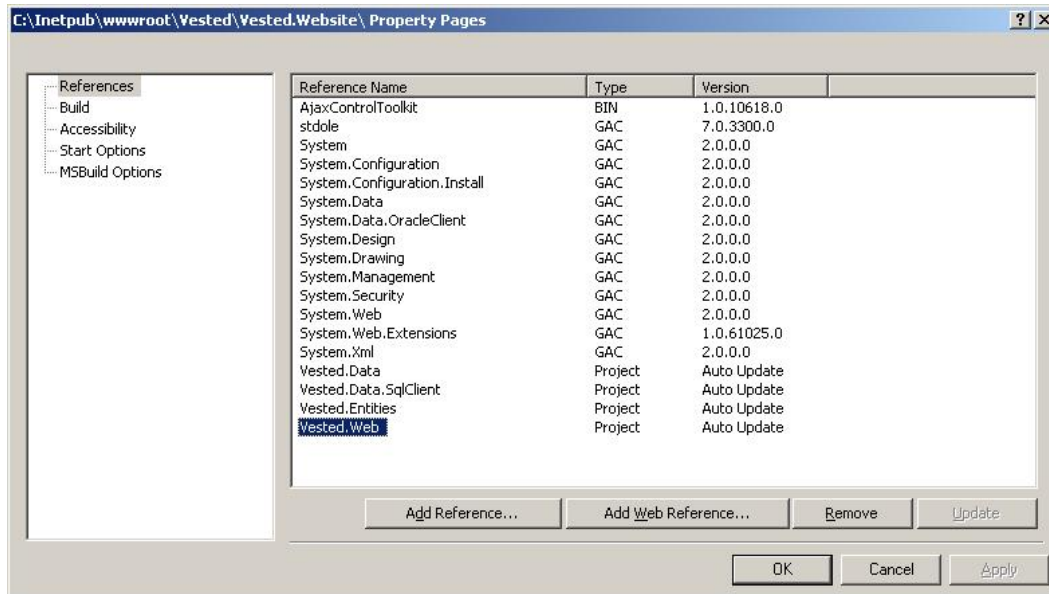 C:\Inetpub\wwwroot\Vested\Vested.Website\ Property Pages
References
Build
Accessibility
Start Options
MSBuild Options
Reference Name Type Version
AjaxControlToolkit BIN 1.0.10618.0
stdole GAC 7.0.3300.0
System GAC 2.0.0.0
System.Configuration GAC 2.0.0.0
System.Configuration.Install GAC 2.0.0.0
System.Data GAC 2.0.0.0
System.Data.OracleClient GAC 2.0.0.0
System.Design GAC 2.0.0.0
System.Drawing GAC 2.0.0.0
System.Management GAC 2.0.0.0
System.Security GAC 2.0.0.0
System.Web GAC 2.0.0.0
System.Web.Extensions GAC 1.0.61025.0
System.Xml GAC 2.0.0.0
Vested.Data Project Auto Update
Vested.Data.SqlClient Project Auto Update
Vested.Entities Project Auto Update
Vested.Web Project Auto Update
Add Reference... Add Web Reference... Remove Update
OK Cancel Apply